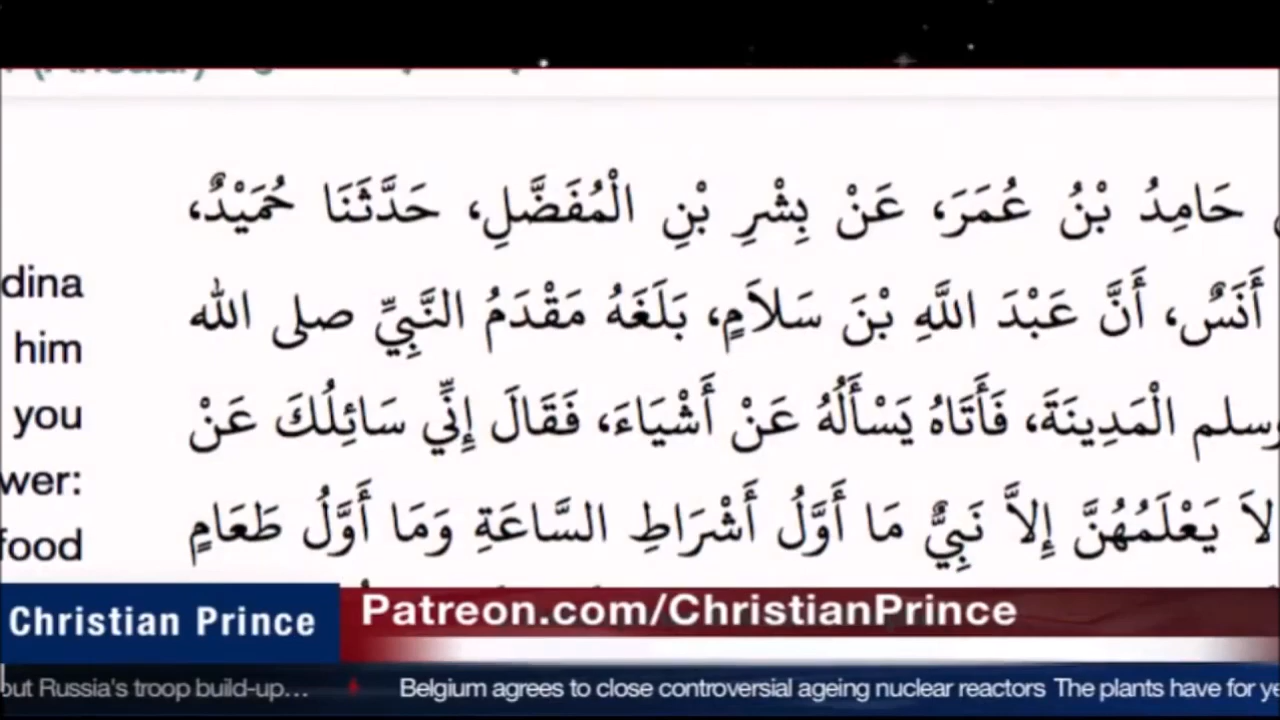 حَامِدُ بْنُ عُمَرَ، عَنْ بِشْرِ بْنِ الْمُفَضَّلِ، حَدَّثَنَا حُمَيْدٌ،
أَنَسٌ، أَنَّ عَبْدَ اللَّهِ بْنَ سَلاَمٍ، بَلَغَهُ مَقْدَمُ النَّبِيِّ صلى الله
وسلم الْمَدِينَةَ، فَأَتَاهُ يَسْأَلُهُ عَنْ أَشْيَاءَ، فَقَالَ إِنِّي سَائِلُكَ عَنْ
لاَ يَعْلَمُهُنَّ إِلاَّ نَبِيٌّ مَا أَوَّلُ أَشْرَاطِ السَّاعَةِ وَمَا أَوَّلُ طَعَامٍ
dina
him
you
wer:
food
Christian Prince
Patreon.com/ChristianPrince
out Russia's troop build-up... Belgium agrees to close controversial ageing nuclear reactors The plants have for ye